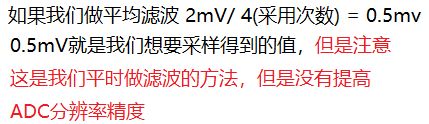 如果我们做平均滤波 2mV/ 4(采用次数) = 0.5mv
0.5mV就是我们想要采样得到的值，但是注意
这是我们平时做滤波的方法，但是没有提高
ADC分辨率精度